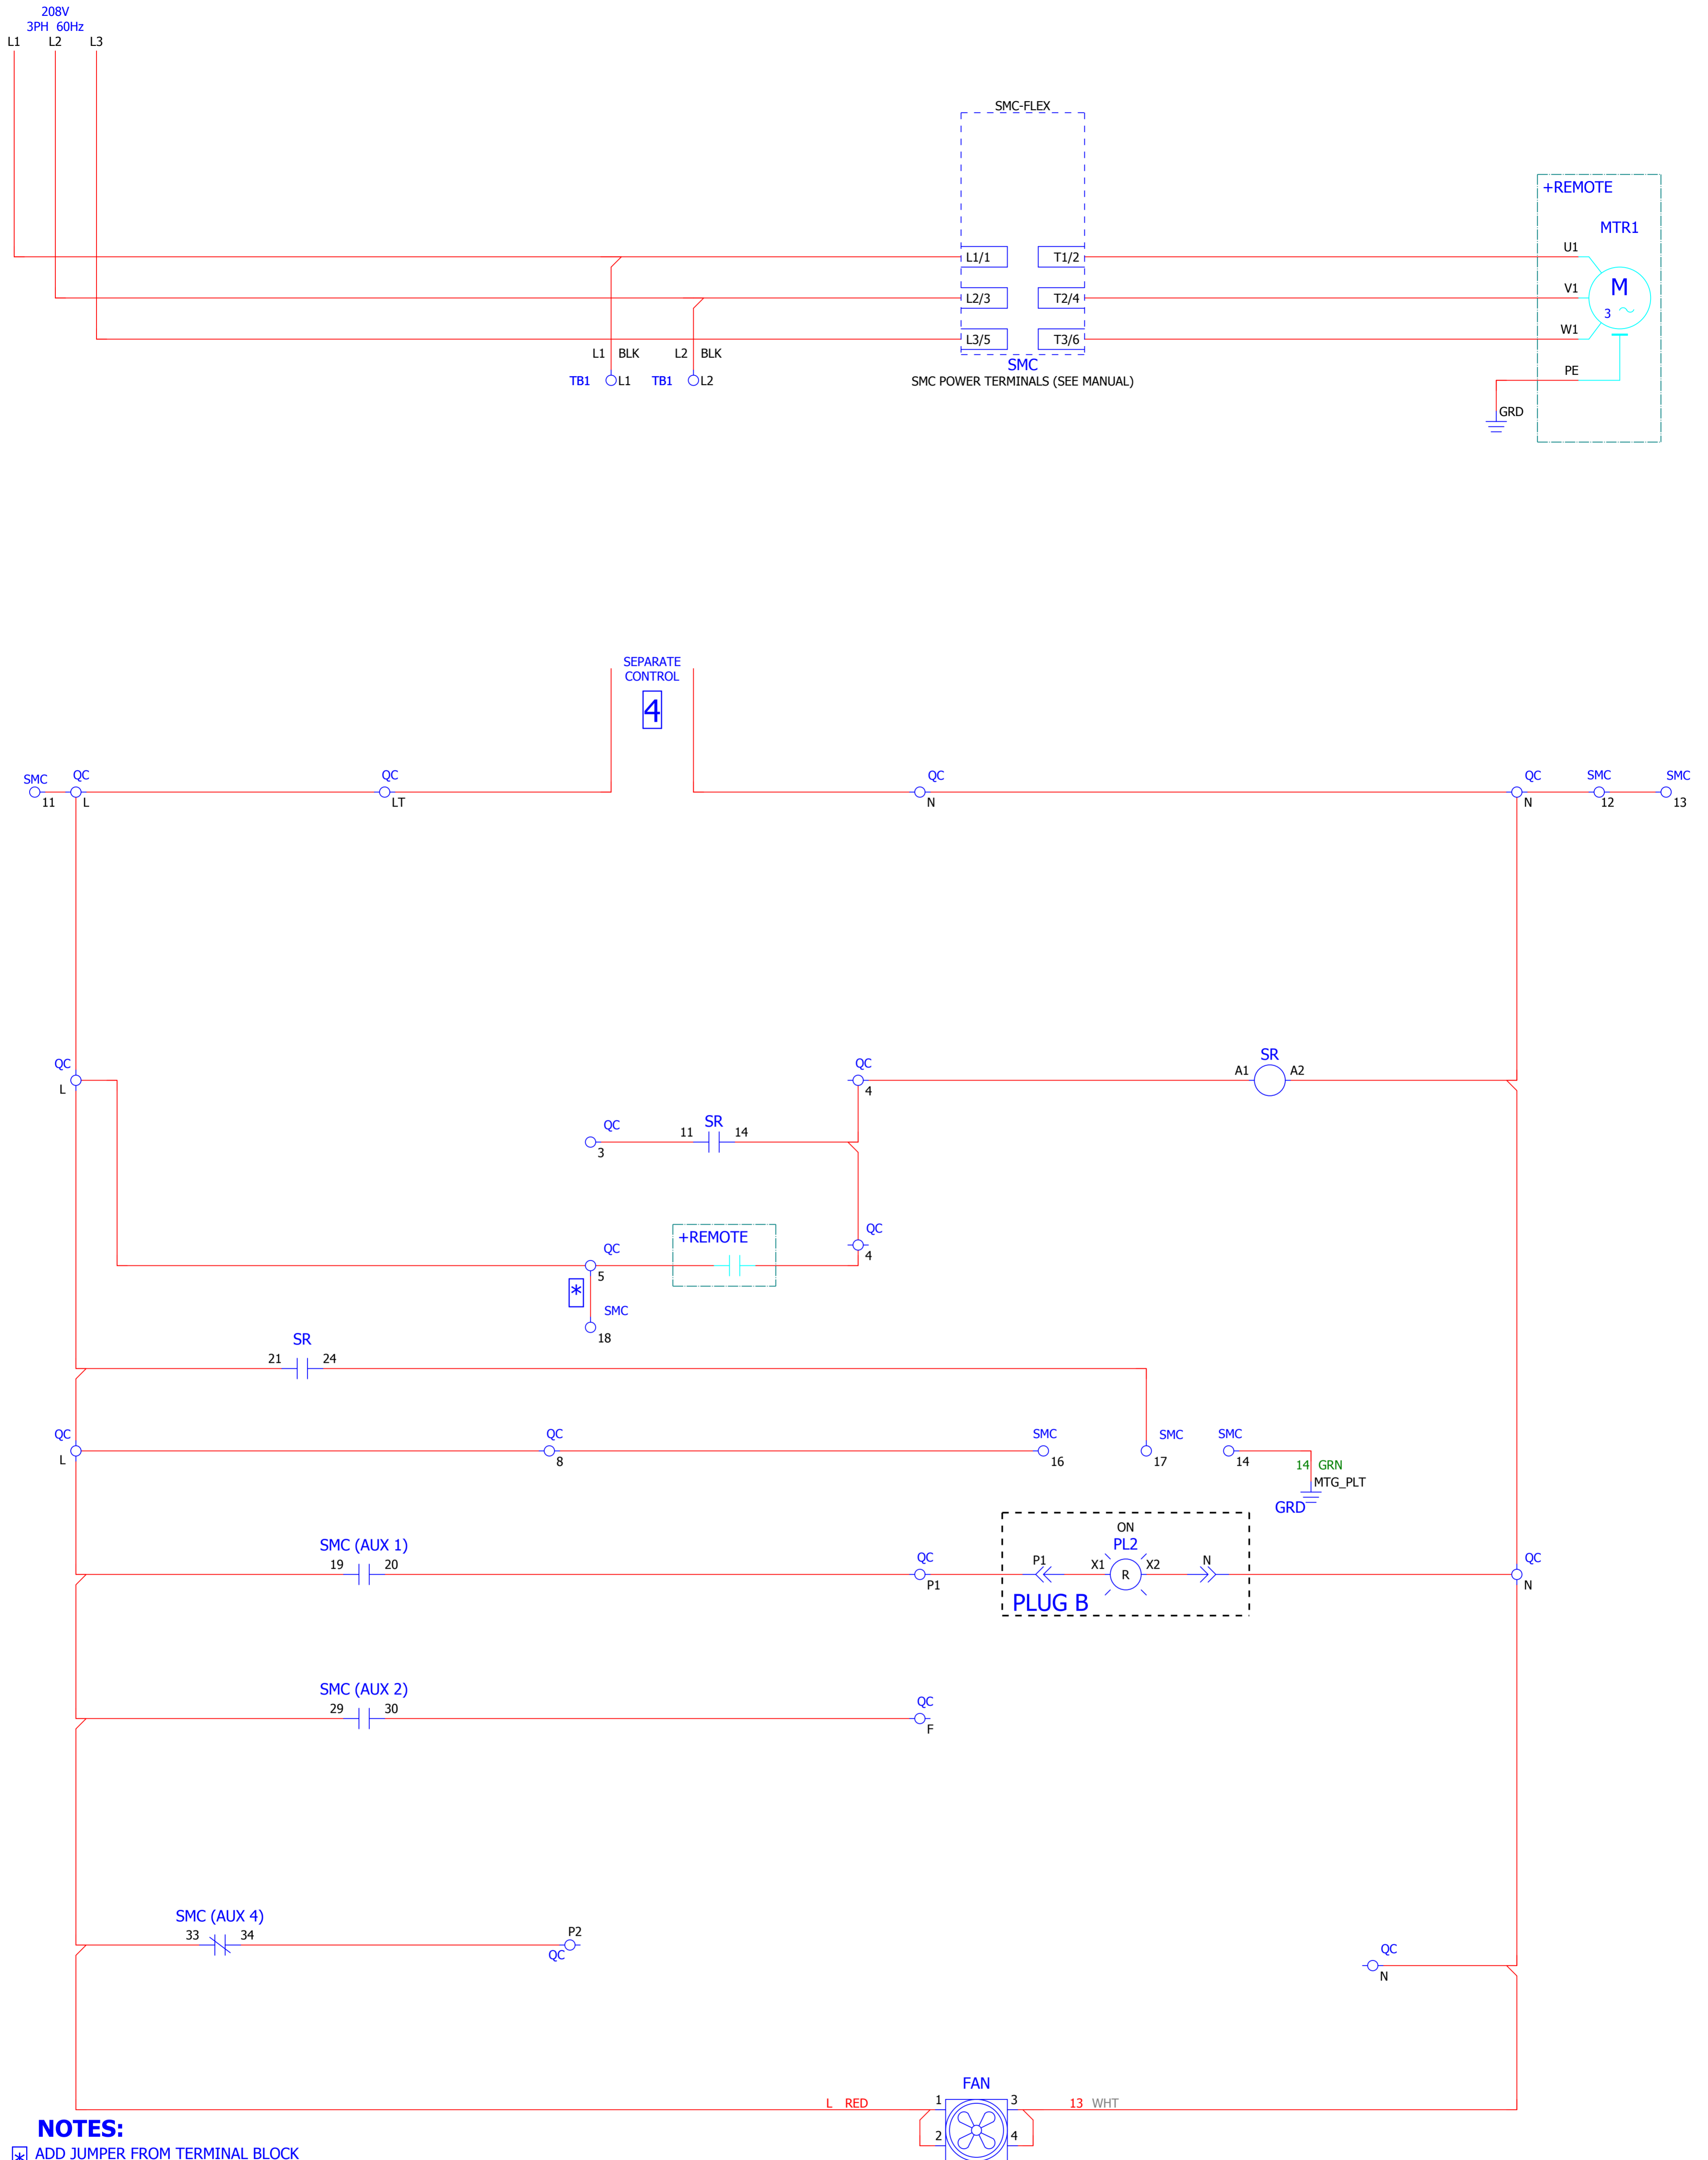 208V
3PH 60Hz
L1 L2 L3
SMC-FLEX
+REMOTE
MTR1
L1/1 T1/2 U1
M
3
L2/3 T2/4 V1
L3/5 T3/6 W1
L1 BLK L2 BLK
SMC
PE
TB1 L1 TB1 L2
SMC POWER TERMINALS (SEE MANUAL)
GRD
SEPARATE
CONTROL
4
SMC QC QC QC QC SMC SMC
11 L LT N N 12 13
QC QC SR
L 4 A1 A2
QC SR
3 11 14
+REMOTE
QC
4
QC
5
*
SMC
18
SR
21 24
QC QC SMC SMC SMC
L 8 16 17 14
14 GRN
MTG_PLT
GRD
ON
PL2
SMC (AUX 1)
19 20
QC
P1
P1 X1 R X2 N
QC
N
PLUG B
SMC (AUX 2)
29 30
QC
F
SMC (AUX 4)
33 34
P2
QC
QC
N
FAN
L RED 1 3 13 WHT
2 4
NOTES:
* ADD JUMPER FROM TERMINAL BLOCK